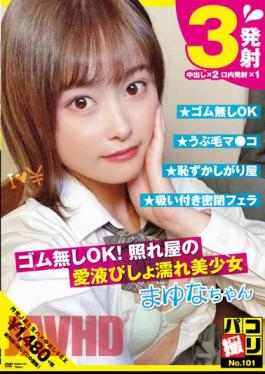 3発射
中出し×2 口内発射×1
★ゴム無しOK
★うぶ毛マ●コ
★恥ずかしがり屋
★吸い付き密閉フェラ
I ♥ ¥
ゴム無しOK! 照れ屋の
愛液びしょ濡れ美少女
まゆなちゃん
¥1,480
AVHD
パコ撮り
No.101